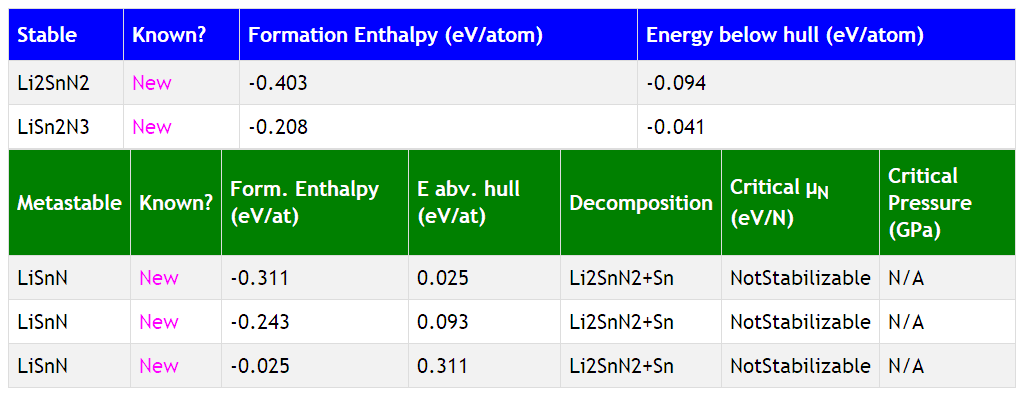 Stable Known? Formation Enthalpy (eV/atom) Energy below hull (eV/atom)
Li2SnN2 New -0.403 -0.094
LiSn2N3 New -0.208 -0.041
Metastable Known? Form. Enthalpy (eV/at) E abv. hull (eV/at) Decomposition Critical μN (eV/N) Critical Pressure (GPa)
LiSnN New -0.311 0.025 Li2SnN2+Sn NotStabilizable N/A
LiSnN New -0.243 0.093 Li2SnN2+Sn NotStabilizable N/A
LiSnN New -0.025 0.311 Li2SnN2+Sn NotStabilizable N/A